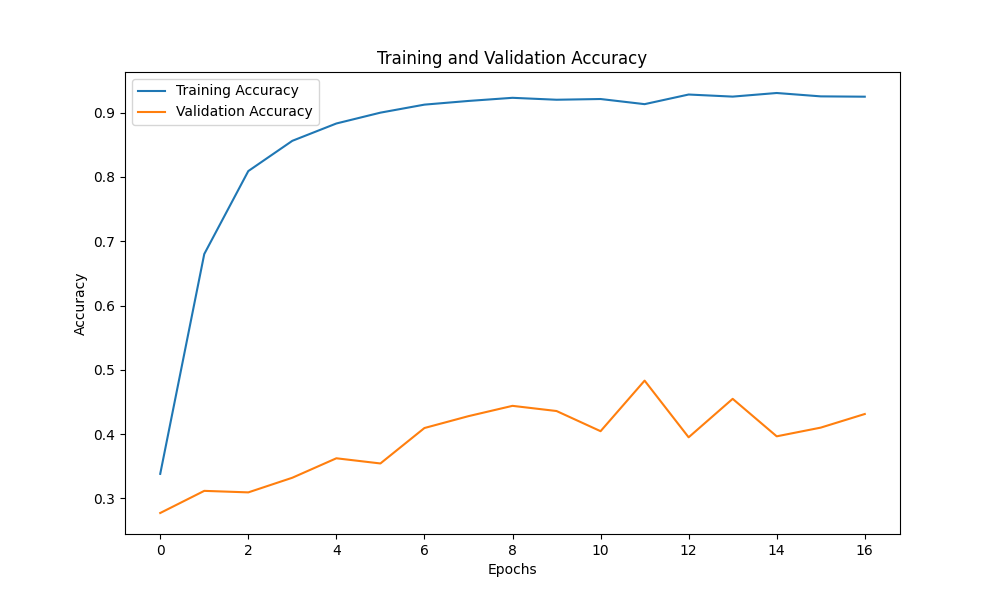 Training and Validation Accuracy
Training Accuracy
Validation Accuracy
Accuracy
0.9
0.8
0.7
0.6
0.5
0.4
0.3
0 2 4 6 8 10 12 14 16
Epochs